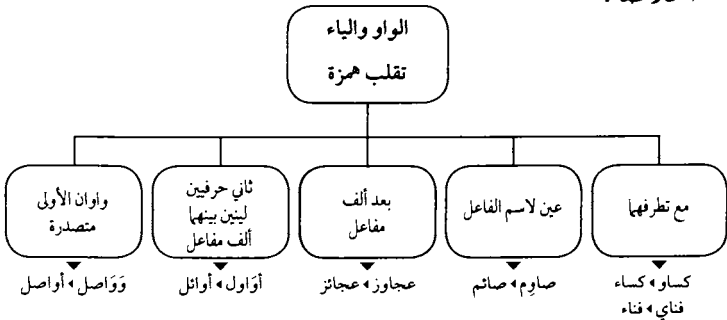 الواو والياء
تقلب همزة
مع تطرفهما
عين لاسم الفاعل
بعد ألف
مفاعل
ثاني حرفيين
لينين بينهما
ألف مفاعل
واوان الأولى
متصدرة
كساو ◂ كساء
فناي ◂ فناء
صاوِم ◂ صائم
عجاوز ◂ عجائز
أوَاول ◂ أوائل
وَوَاصل ◂ أواصل